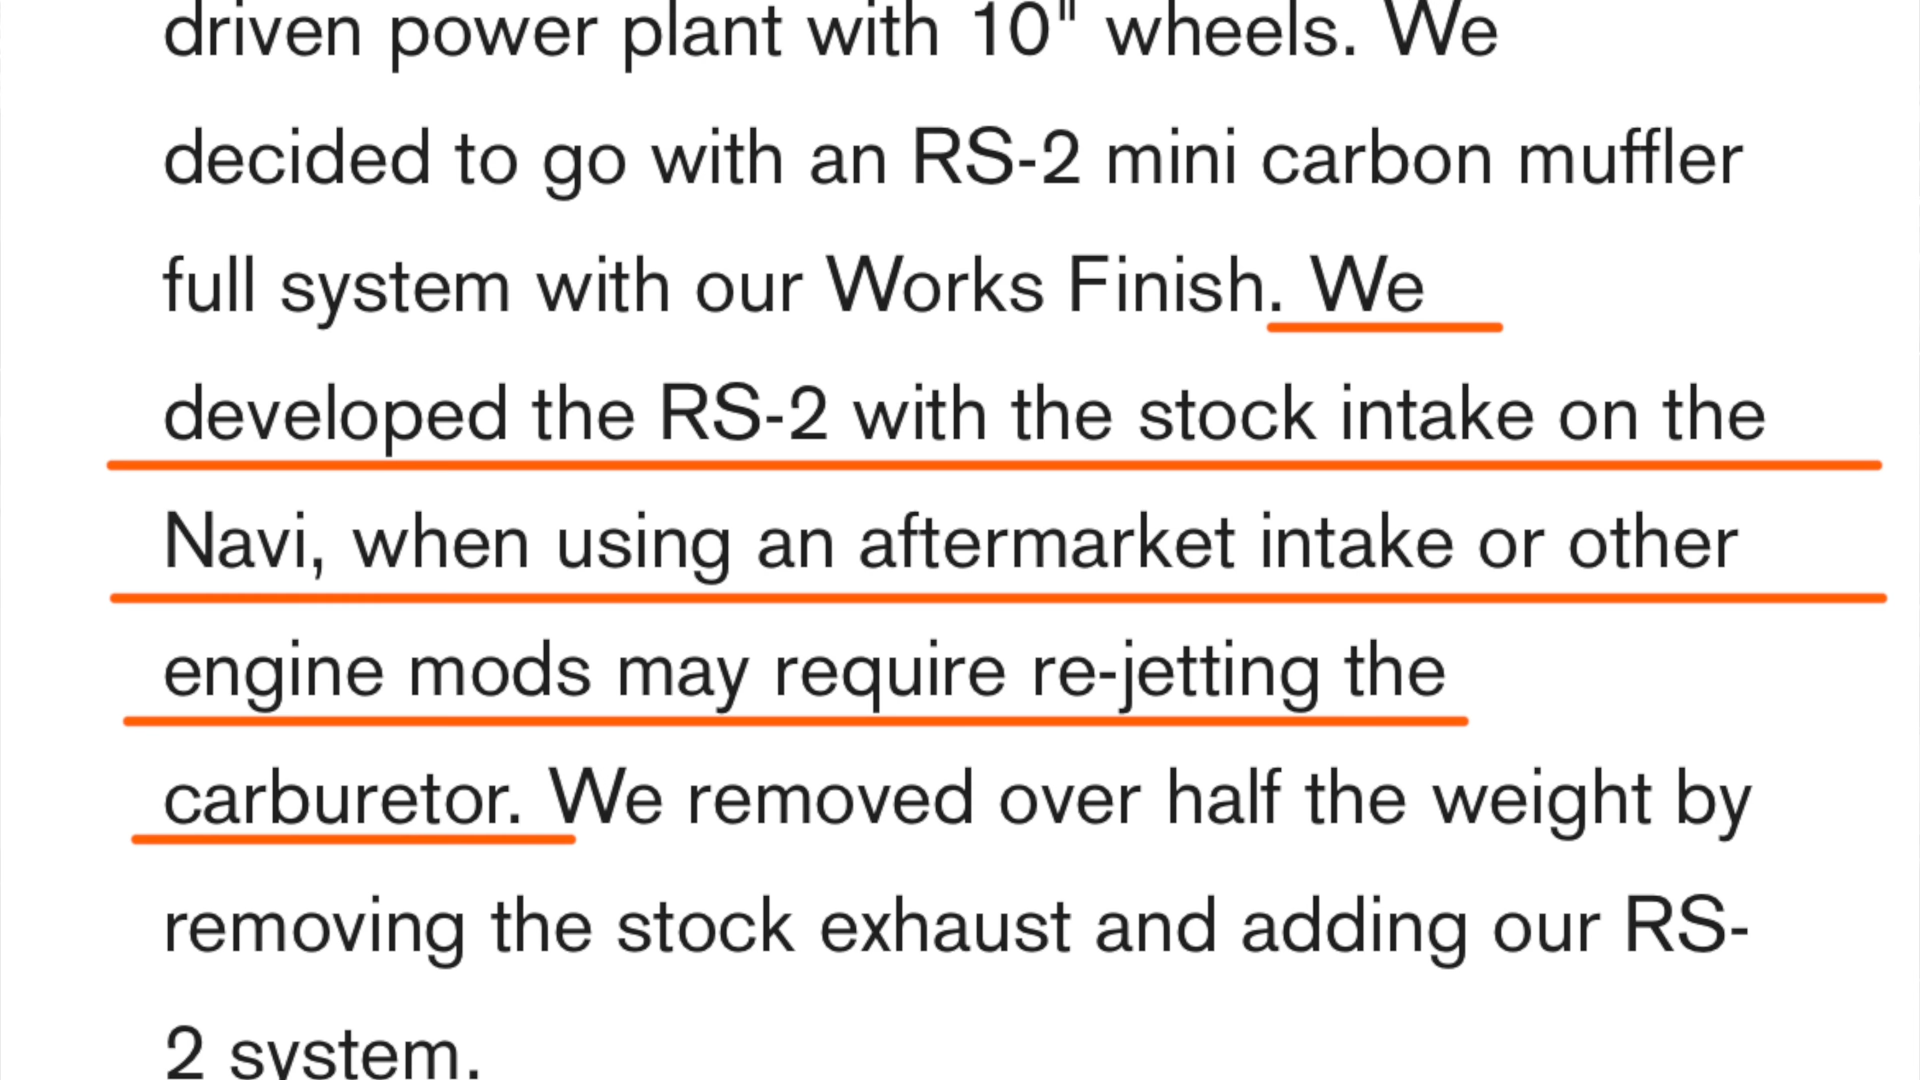 driven power plant with 10" wheels. We
decided to go with an RS-2 mini carbon muffler
full system with our Works Finish. We
developed the RS-2 with the stock intake on the
Navi, when using an aftermarket intake or other
engine mods may require re-jetting the
carburetor. We removed over half the weight by
removing the stock exhaust and adding our RS-
2 system.